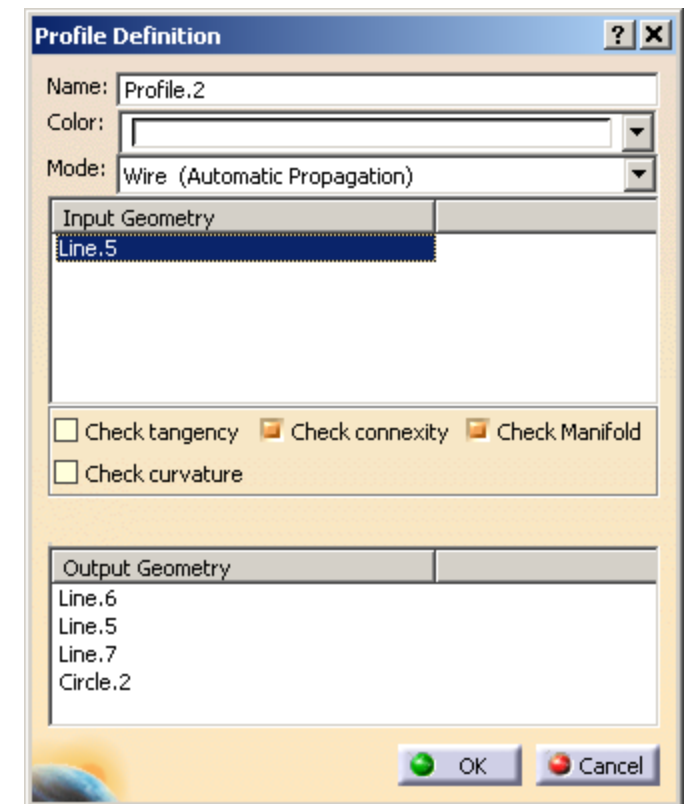 Profile Definition
Name: Profile.2
Color:
Mode: Wire (Automatic Propagation)
Input Geometry
Line.5
Check tangency Check connexity Check Manifold
Check curvature
Output Geometry
Line.6
Line.5
Line.7
Circle.2
OK Cancel